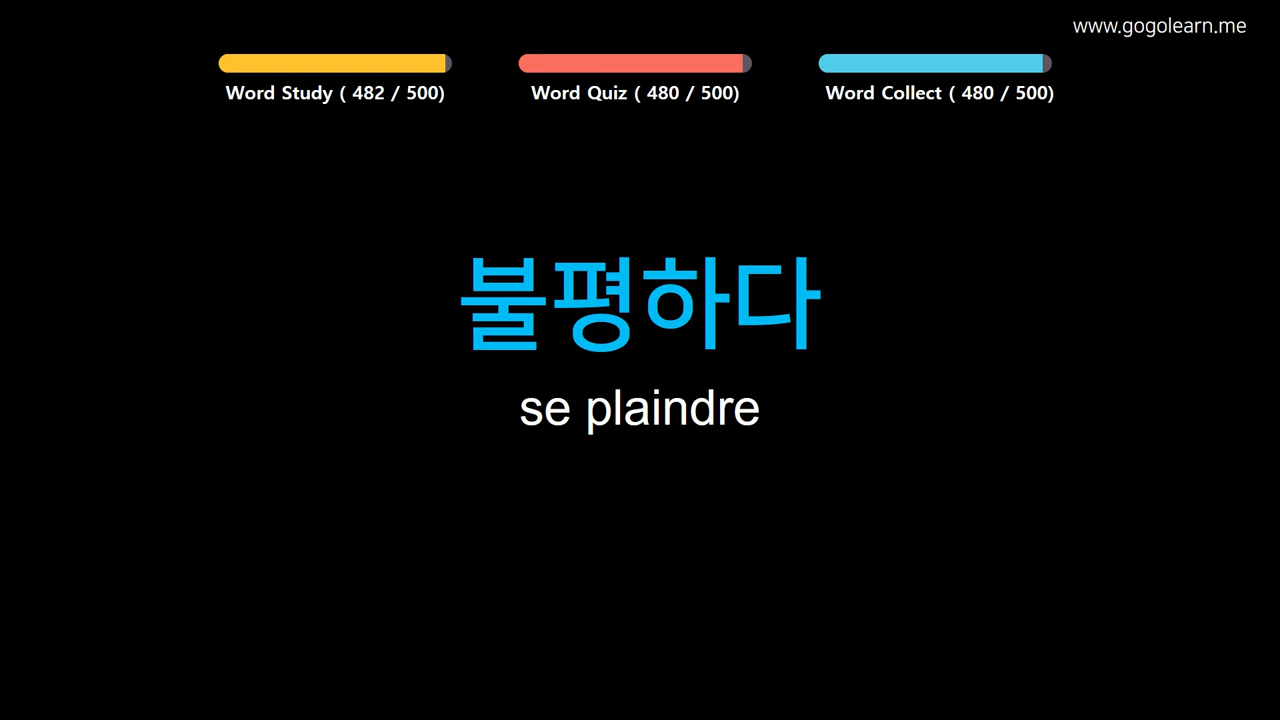 www.gogolearn.me
Word Study ( 482 / 500)
Word Quiz ( 480 / 500)
Word Collect ( 480 / 500)
불평하다
se plaindre